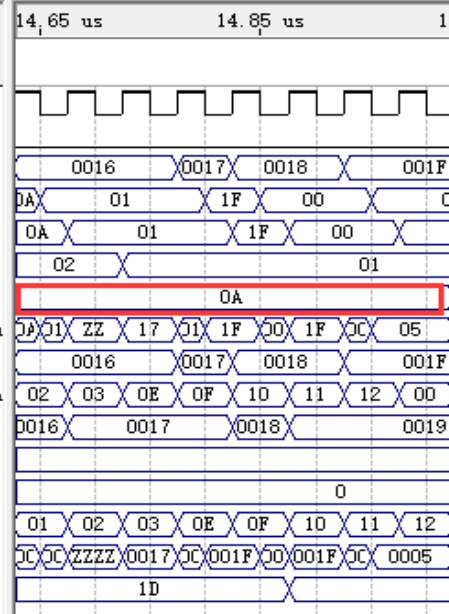 14.65 us 14.85 us 1
0016 0017 0018 001F
0A 01 1F 00
0A 01 1F 00
02 01
0A
0A 01 ZZ 17 01 1F 00 1F 05
0016 0017 0018 001F
02 03 0E 0F 10 11 12 00
0016 0017 0018 0019
0
01 02 03 0E 0F 10 11 12
ZZZZ 0017 001F 00 001F 0005
1D